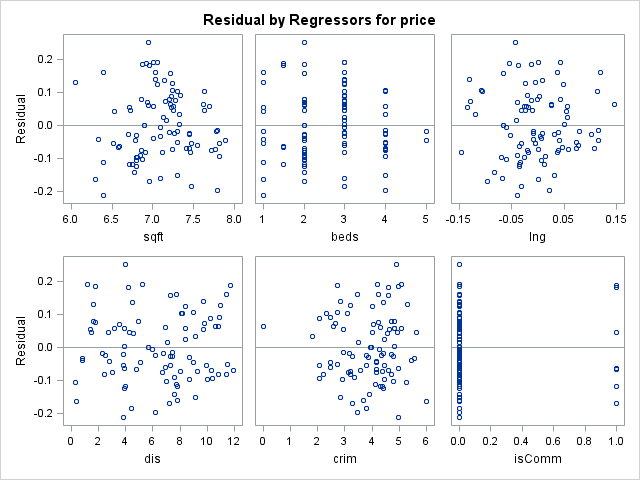 Residual by Regressors for price
Residual
0.2
0.1
0.0
-0.1
-0.2
6.0 6.5 7.0 7.5 8.0
sqft
1 2 3 4 5
beds
-0.15 -0.05 0.05 0.15
lng
Residual
0.2
0.1
0.0
-0.1
-0.2
0 2 4 6 8 10 12
dis
0 1 2 3 4 5 6
crim
0.0 0.2 0.4 0.6 0.8 1.0
isComm